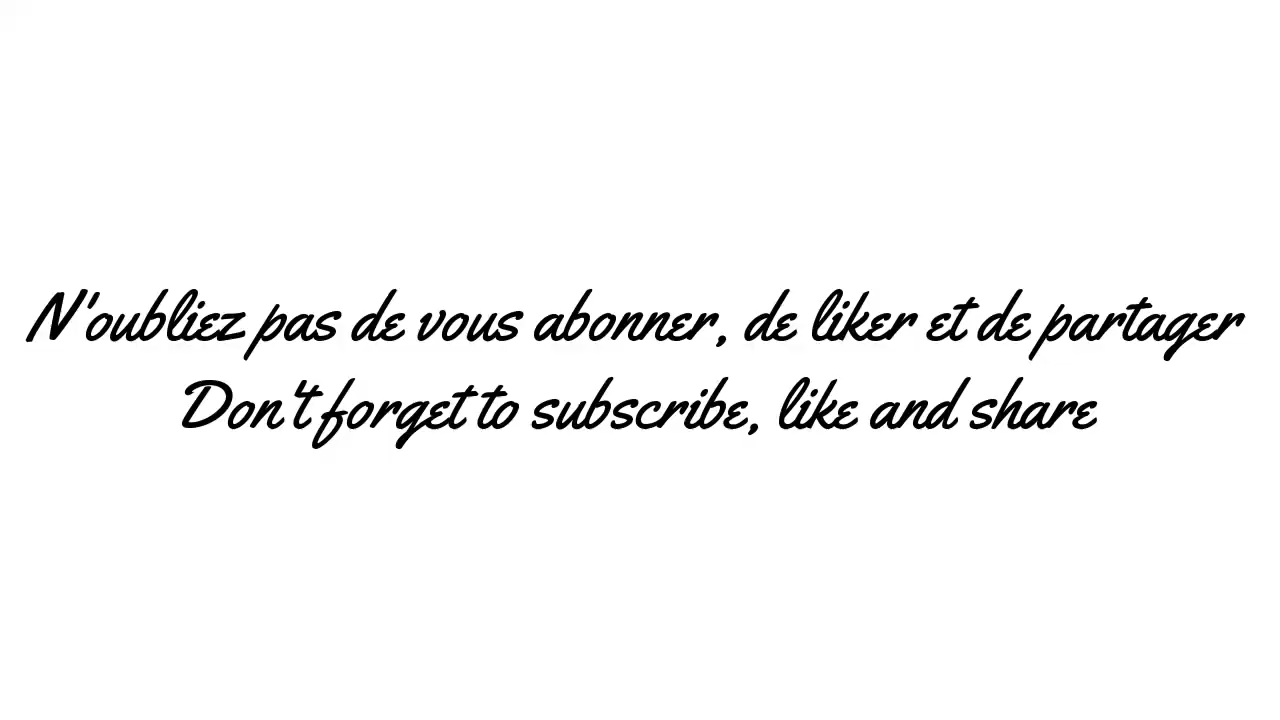 N'oubliez pas de vous abonner, de liker et de partager
Don't forget to subscribe, like and share